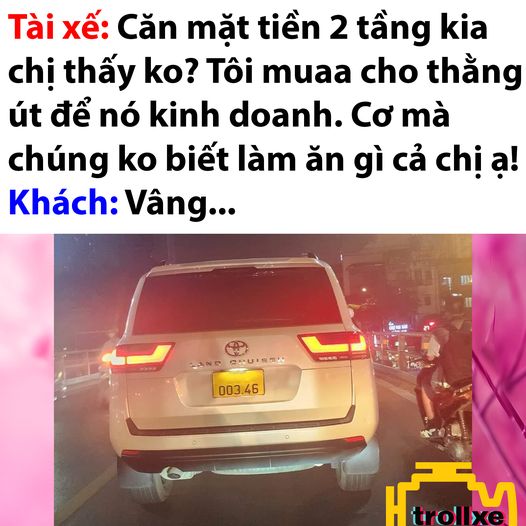 Tài xế: Căn mặt tiền 2 tầng kia
chị thấy ko? Tôi muaa cho thằng
út để nó kinh doanh. Cơ mà
chúng ko biết làm ăn gì cả chị ạ!
Khách: Vâng...
LAND CRUISER
003.46
trollxe